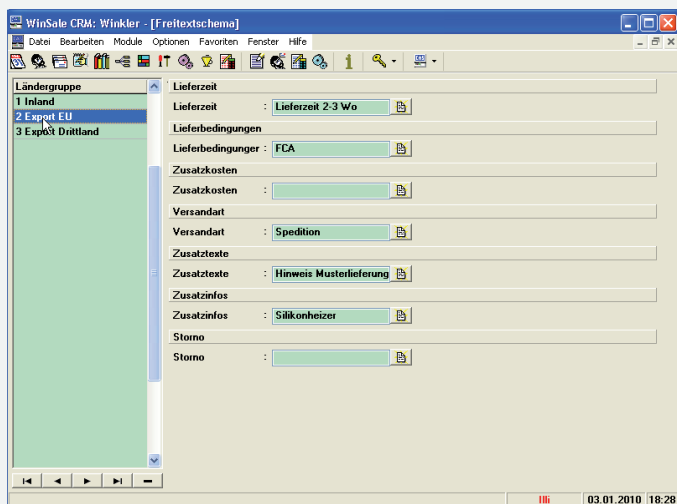 WinSale CRM: Winkler - [Freitextschema]
Datei Bearbeiten Module Optionen Favoriten Fenster Hilfe
Ländergruppe
1 Inland
2 Export EU
3 Export Drittland
Lieferzeit
Lieferzeit : Lieferzeit 2-3 Wo
Lieferbedingungen
Lieferbedingunger : FCA
Zusatzkosten
Zusatzkosten :
Versandart
Versandart : Spedition
Zusatztexte
Zusatztexte : Hinweis Musterlieferung
Zusatzinfos
Zusatzinfos : Silikonheizer
Storno
Storno :
Ulli 03.01.2010 18:28